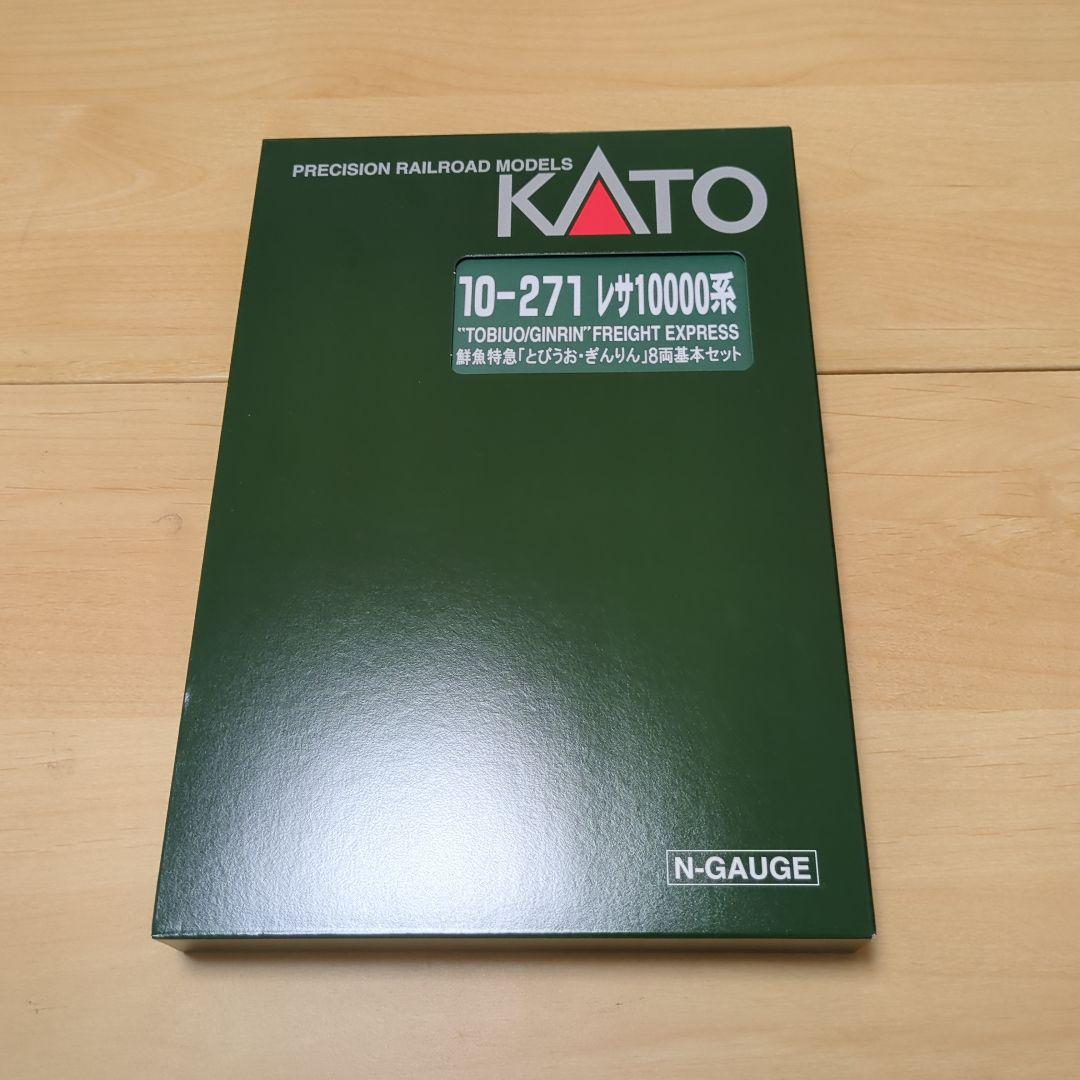 PRECISION RAILROAD MODELS
KATO
10-271 レサ10000系
"TOBIUO/GINRIN" FREIGHT EXPRESS
鮮魚特急「とびうお・ぎんりん」8両基本セット
N-GAUGE